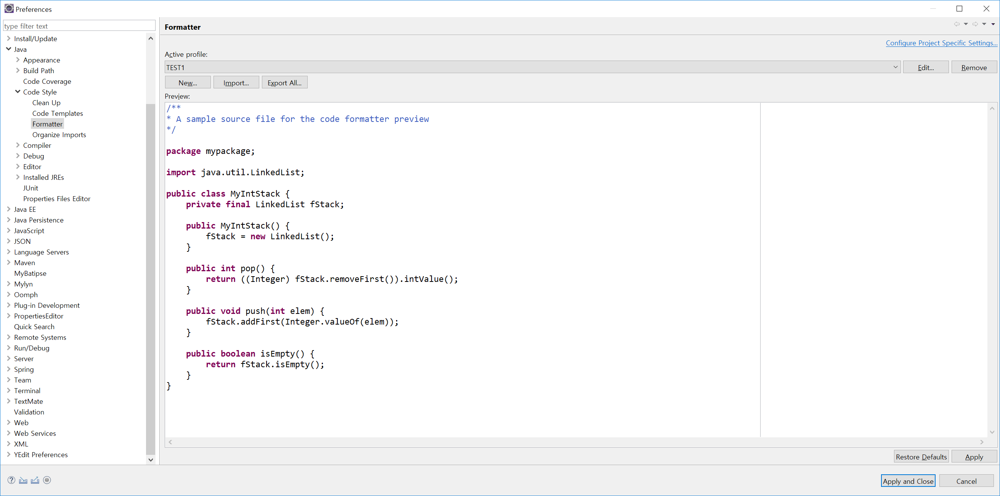 Preferences
type filter text
Install/Update
Java
Appearance
Build Path
Code Coverage
Code Style
Clean Up
Code Templates
Formatter
Organize Imports
Compiler
Debug
Editor
Installed JREs
JUnit
Properties Files Editor
Java EE
Java Persistence
JavaScript
JSON
Language Servers
Maven
MyBatipse
Mylyn
Oomph
Plug-in Development
PropertiesEditor
Quick Search
Remote Systems
Run/Debug
Server
Spring
Team
Terminal
TextMate
Validation
Web
Web Services
XML
YEdit Preferences
Formatter
Configure Project Specific Settings...
Active profile:
TEST1
Edit...
Remove
New...
Import...
Export All...
Preview:
/**
* A sample source file for the code formatter preview
*/
package mypackage;
import java.util.LinkedList;
public class MyIntStack {
    private final LinkedList fStack;
    public MyIntStack() {
        fStack = new LinkedList();
    }
    public int pop() {
        return ((Integer) fStack.removeFirst()).intValue();
    }
    public void push(int elem) {
        fStack.addFirst(Integer.valueOf(elem));
    }
    public boolean isEmpty() {
        return fStack.isEmpty();
    }
}
Restore Defaults
Apply
?
Apply and Close
Cancel